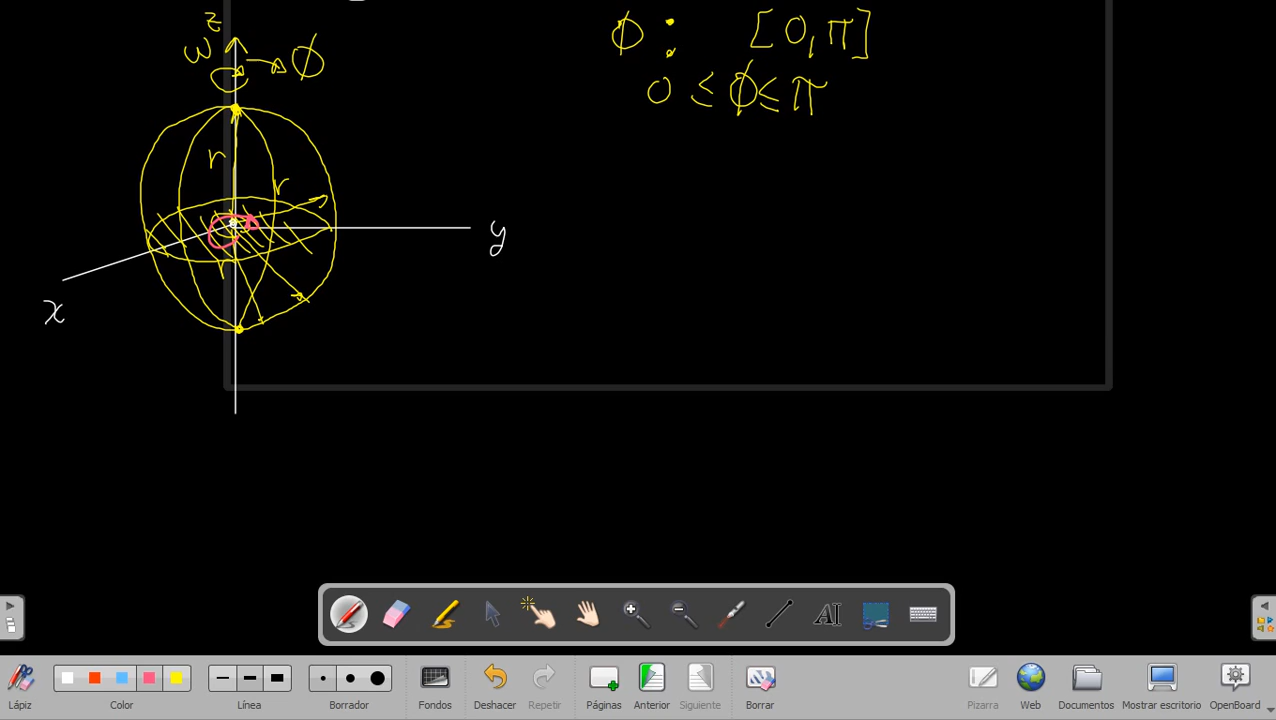 z
ω
ϕ
r
r
r
x
y
ϕ : [0, π]
0 ≤ ϕ ≤ π
AI
Lápiz
Color
Línea
Borrador
Fondos
Deshacer
Repetir
Páginas
Anterior
Siguiente
Borrar
Pizarra
Web
Documentos
Mostrar escritorio
OpenBoard